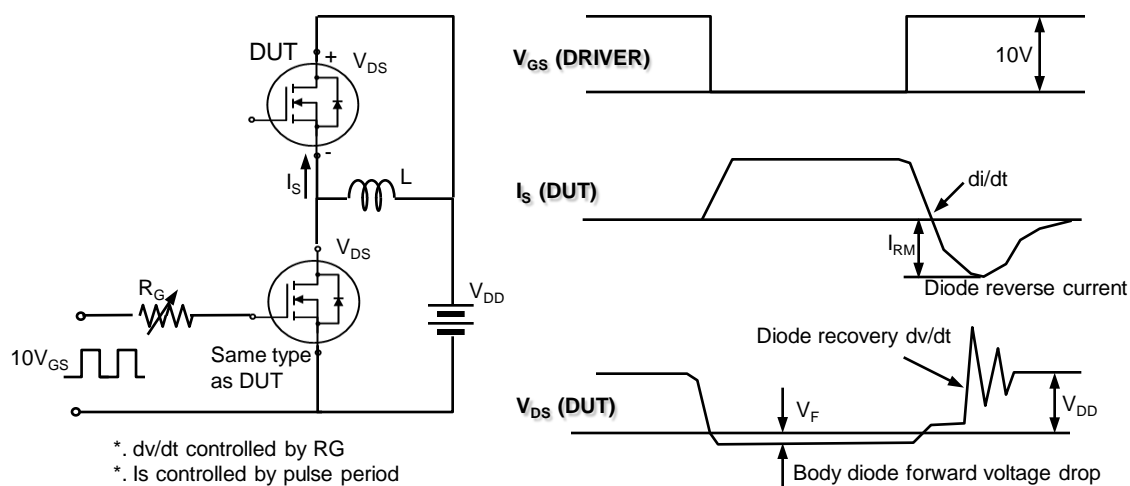 DUT
+
V_DS
-
I_S
L
V_DS
R_G
V_DD
10V_GS
Same type
as DUT
*. dv/dt controlled by RG
*. Is controlled by pulse period
V_GS (DRIVER)
10V
I_S (DUT)
di/dt
I_RM
Diode reverse current
Diode recovery dv/dt
V_DS (DUT)
V_F
V_DD
Body diode forward voltage drop